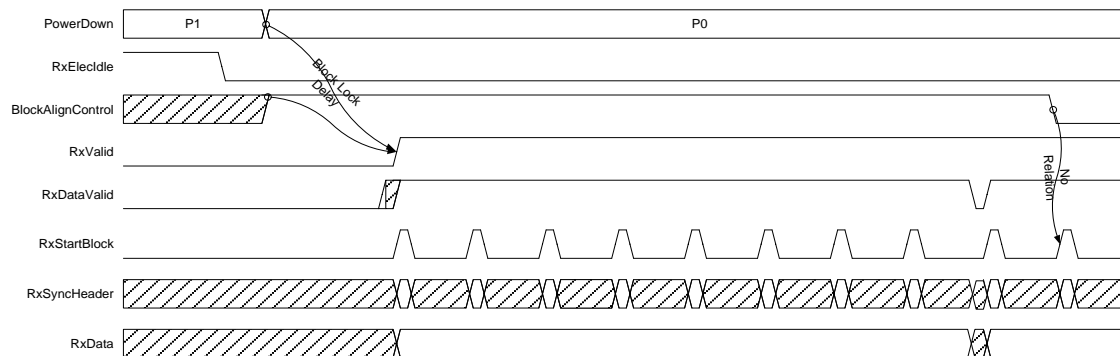 PowerDown
P1
P0
RxElecIdle
Block Lock
Delay
BlockAlignControl
RxValid
RxDataValid
No
Relation
RxStartBlock
RxSyncHeader
RxData